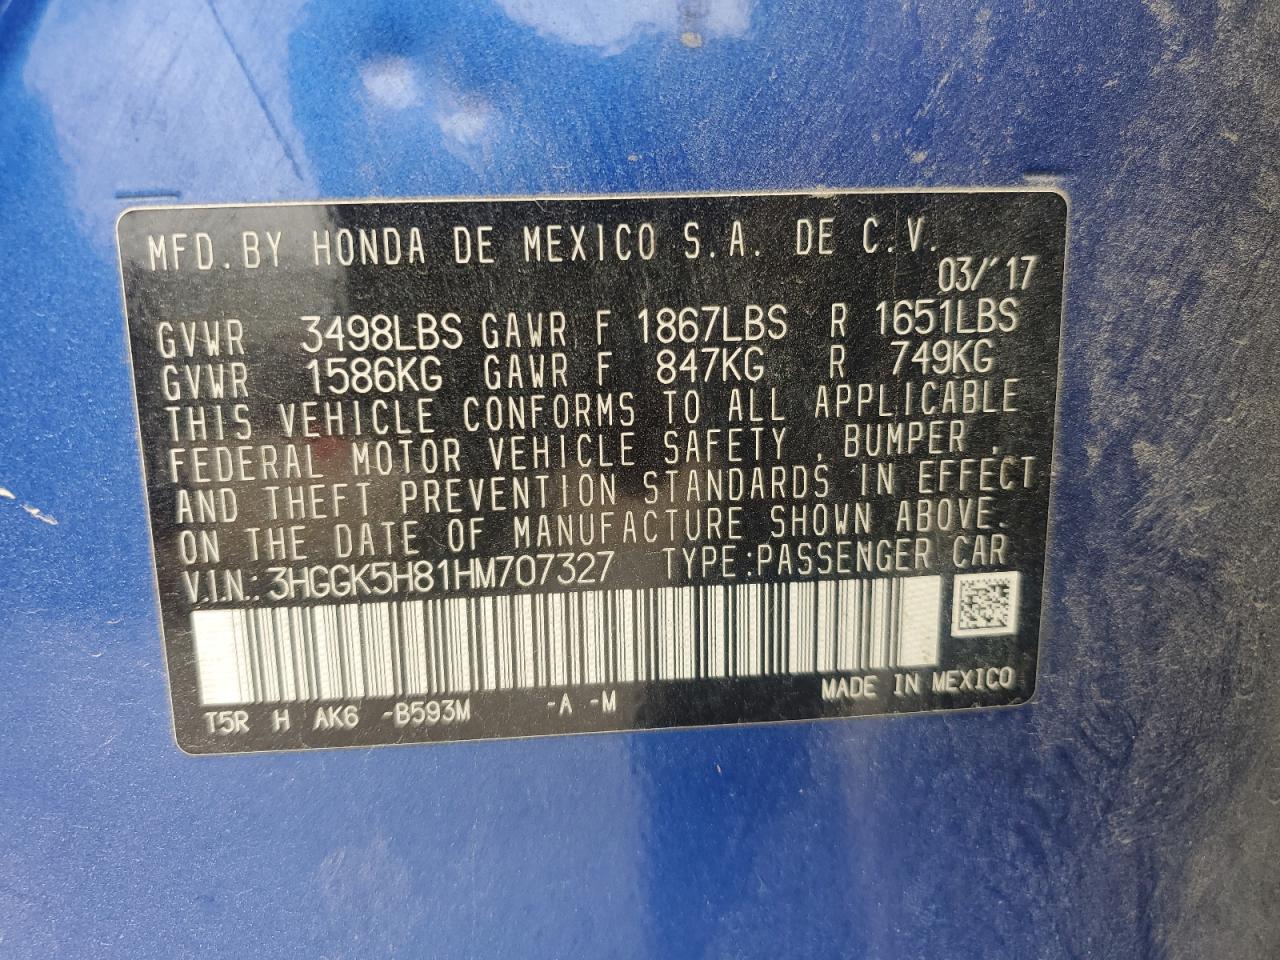 MFD. BY HONDA DE MEXICO S.A. DE C.V.
03/'17
GVWR 3498LBS GAWR F 1867LBS R 1651LBS
GVWR 1586KG GAWR F 847KG R 749KG
THIS VEHICLE CONFORMS TO ALL APPLICABLE
FEDERAL MOTOR VEHICLE SAFETY , BUMPER ,
AND THEFT PREVENTION STANDARDS IN EFFECT
ON THE DATE OF MANUFACTURE SHOWN ABOVE.
V.I.N.: 3HGGK5H81HM707327 TYPE:PASSENGER CAR
MADE IN MEXICO
T5R H AK6 -B593M -A -M